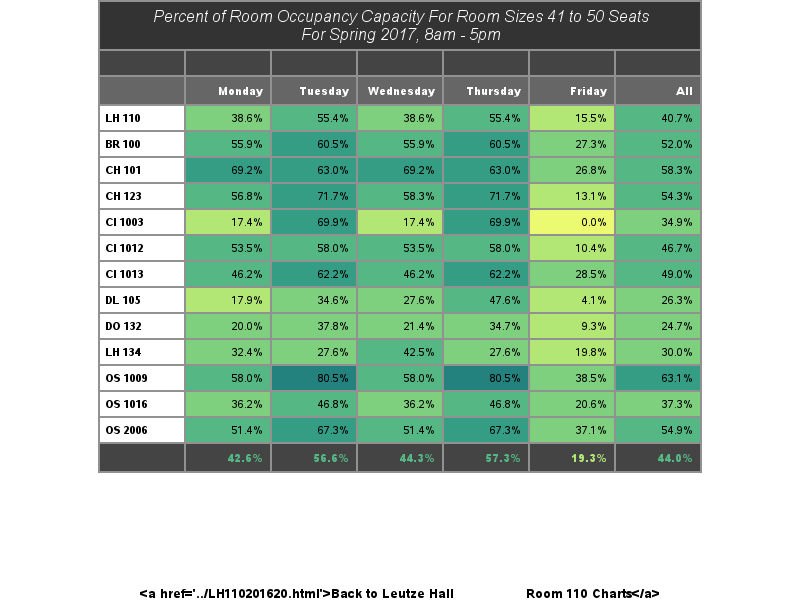 Percent of Room Occupancy Capacity For Room Sizes 41 to 50 Seats
For Spring 2017, 8am - 5pm
Monday Tuesday Wednesday Thursday Friday All
LH 110 38.6% 55.4% 38.6% 55.4% 15.5% 40.7%
BR 100 55.9% 60.5% 55.9% 60.5% 27.3% 52.0%
CH 101 69.2% 63.0% 69.2% 63.0% 26.8% 58.3%
CH 123 56.8% 71.7% 58.3% 71.7% 13.1% 54.3%
CI 1003 17.4% 69.9% 17.4% 69.9% 0.0% 34.9%
CI 1012 53.5% 58.0% 53.5% 58.0% 10.4% 46.7%
CI 1013 46.2% 62.2% 46.2% 62.2% 28.5% 49.0%
DL 105 17.9% 34.6% 27.6% 47.6% 4.1% 26.3%
DO 132 20.0% 37.8% 21.4% 34.7% 9.3% 24.7%
LH 134 32.4% 27.6% 42.5% 27.6% 19.8% 30.0%
OS 1009 58.0% 80.5% 58.0% 80.5% 38.5% 63.1%
OS 1016 36.2% 46.8% 36.2% 46.8% 20.6% 37.3%
OS 2006 51.4% 67.3% 51.4% 67.3% 37.1% 54.9%
42.6% 56.6% 44.3% 57.3% 19.3% 44.0%
<a href='../LH110201620.html'>Back to Leutze Hall Room 110 Charts</a>